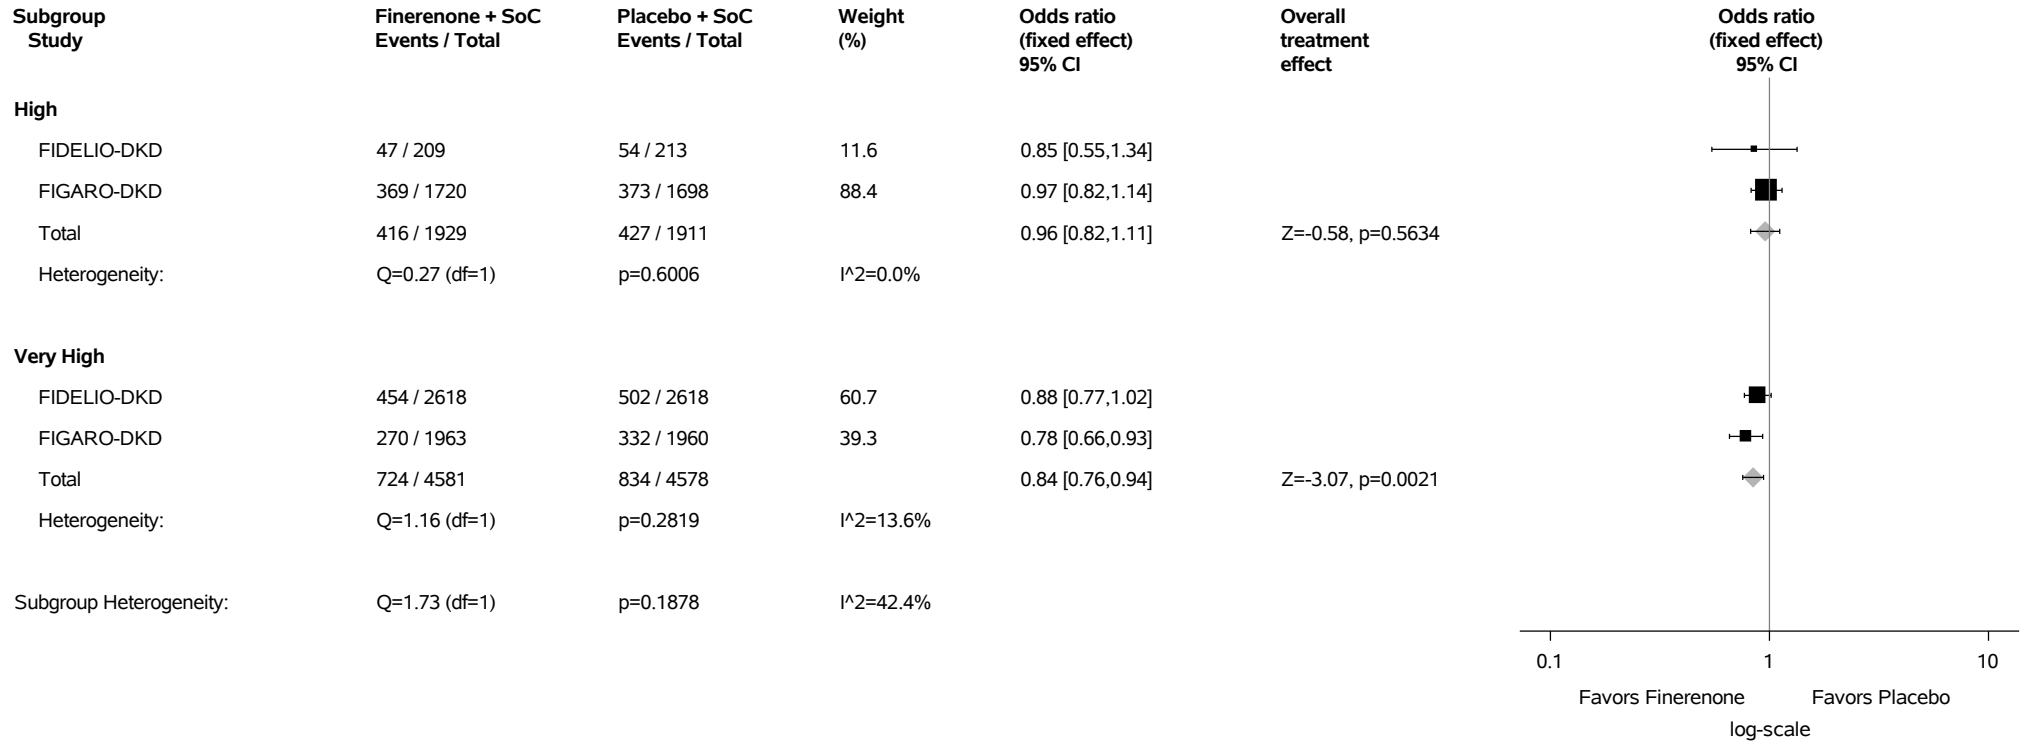 Subgroup Finerenone + SoC Placebo + SoC Weight Odds ratio Overall Odds ratio
Study Events / Total Events / Total (%) (fixed effect) treatment (fixed effect)
95% CI effect 95% CI
High
FIDELIO-DKD 47 / 209 54 / 213 11.6 0.85 [0.55,1.34]
FIGARO-DKD 369 / 1720 373 / 1698 88.4 0.97 [0.82,1.14]
Total 416 / 1929 427 / 1911 0.96 [0.82,1.11] Z=-0.58, p=0.5634
Heterogeneity: Q=0.27 (df=1) p=0.6006 I^2=0.0%
Very High
FIDELIO-DKD 454 / 2618 502 / 2618 60.7 0.88 [0.77,1.02]
FIGARO-DKD 270 / 1963 332 / 1960 39.3 0.78 [0.66,0.93]
Total 724 / 4581 834 / 4578 0.84 [0.76,0.94] Z=-3.07, p=0.0021
Heterogeneity: Q=1.16 (df=1) p=0.2819 I^2=13.6%
Subgroup Heterogeneity: Q=1.73 (df=1) p=0.1878 I^2=42.4%
0.1 1 10
Favors Finerenone Favors Placebo
log-scale